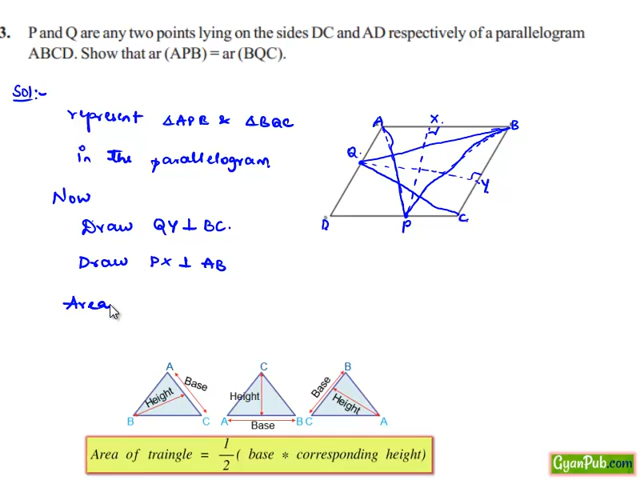 3. P and Q are any two points lying on the sides DC and AD respectively of a parallelogram
ABCD. Show that ar (APB) = ar (BQC).
Sol:-
represent △APB & △BQC
in the parallelogram
Now
Draw QY ⊥ BC.
Draw PX ⊥ AB
Area
A X. B
Q
Y
D P C
A
Base
Height
B C
C
Height
A B
Base
B
Base
Height
C A
Area of traingle = 1/2 ( base * corresponding height)
GyanPub.com